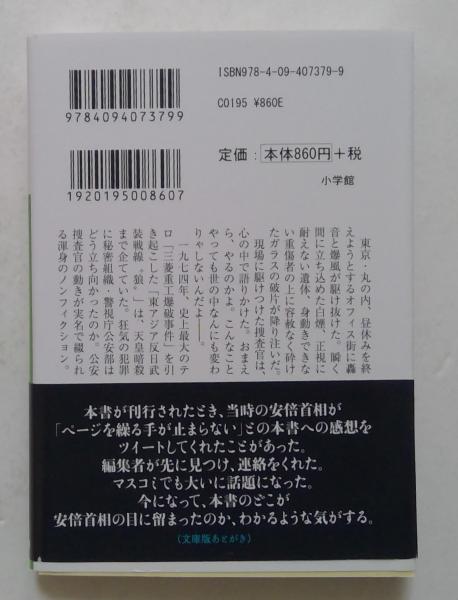 ISBN978-4-09-407379-9
C0195 ¥860E
定価：本体860円+税
小学館
9784094073799
1920195008607
東京・丸の内、昼休みを終
えようとするオフィス街に轟
音と爆風が駆け抜けた。瞬く
間に立ち込めた白煙、正視に
耐えない遺体、身動きできな
い重傷者の上に容赦なく砕け
たガラスの破片が降り注いだ。
現場に駆けつけた捜査官は、
心の中で語りかけた。おまえ
ら、やるのかよ。こんなこと
やっても世の中なんにも変わ
りゃしないんだよ――。
一九七四年、史上最大のテ
ロ「三菱重工爆破事件」を引
き起こした「東アジア反日武
装戦線〝狼〟」は、天皇暗殺
まで企てていた。狂気の犯罪
に秘密組織・警視庁公安部は
どう立ち向かったのか。公安
捜査官の動きが実名で綴られ
る渾身のノンフィクション。
本書が刊行されたとき、当時の安倍首相が
「ページを繰る手が止まらない」との本書への感想を
ツイートしてくれたことがあった。
編集者が先に見つけ、連絡をくれた。
マスコミでも大いに話題になった。
今になって、本書のどこが
安倍首相の目に留まったのか、わかるような気がする。
（文庫版あとがき）